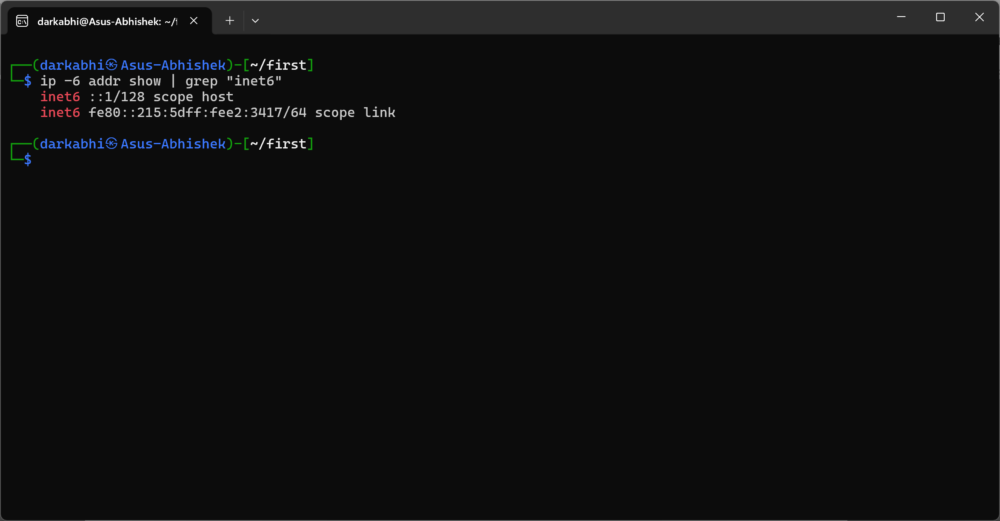 darkabhi@Asus-Abhishek: ~/f
┌──(darkabhi㉿Asus-Abhishek)-[~/first]
└─$ ip -6 addr show | grep "inet6"
    inet6 ::1/128 scope host
    inet6 fe80::215:5dff:fee2:3417/64 scope link
┌──(darkabhi㉿Asus-Abhishek)-[~/first]
└─$